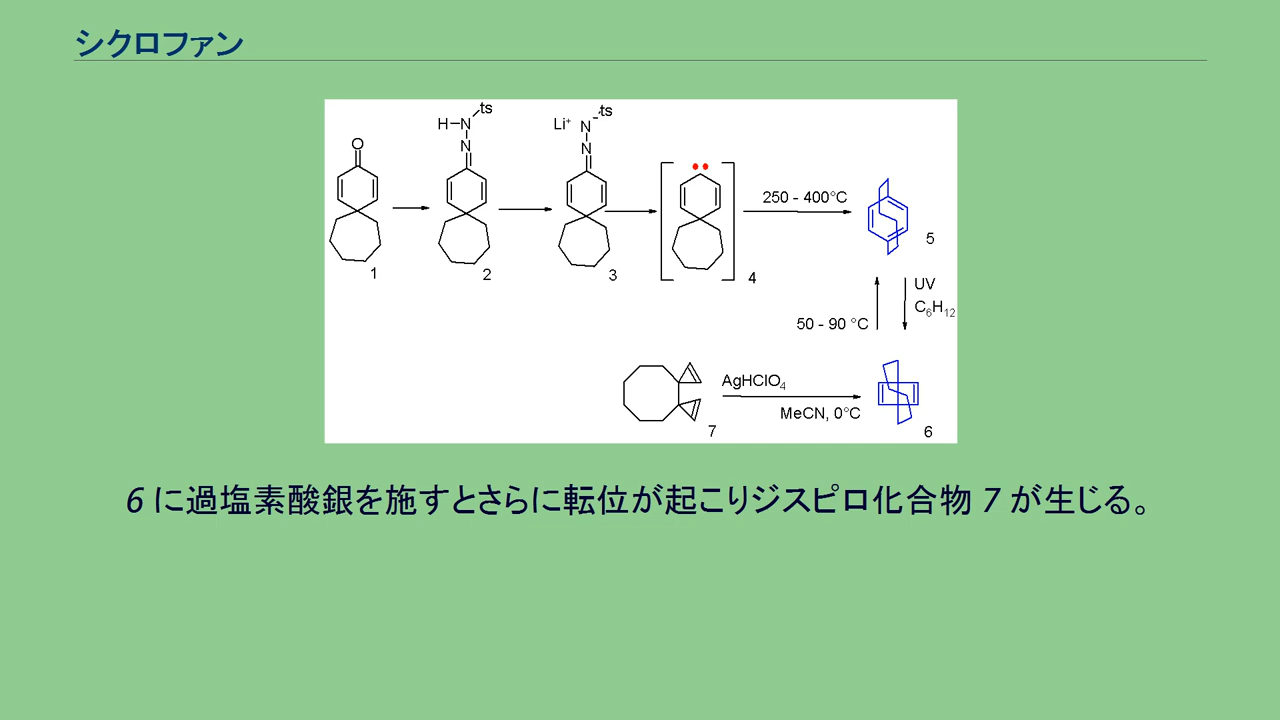 シクロファン
ts
H-N
N
O
1
2
Li⁺ N⁻ ts
N
3
4
250 - 400°C
5
UV
C₆H₁₂
50 - 90 °C
AgHClO₄
MeCN, 0°C
7
6
6 に過塩素酸銀を施すとさらに転位が起こりジスピロ化合物 7 が生じる。